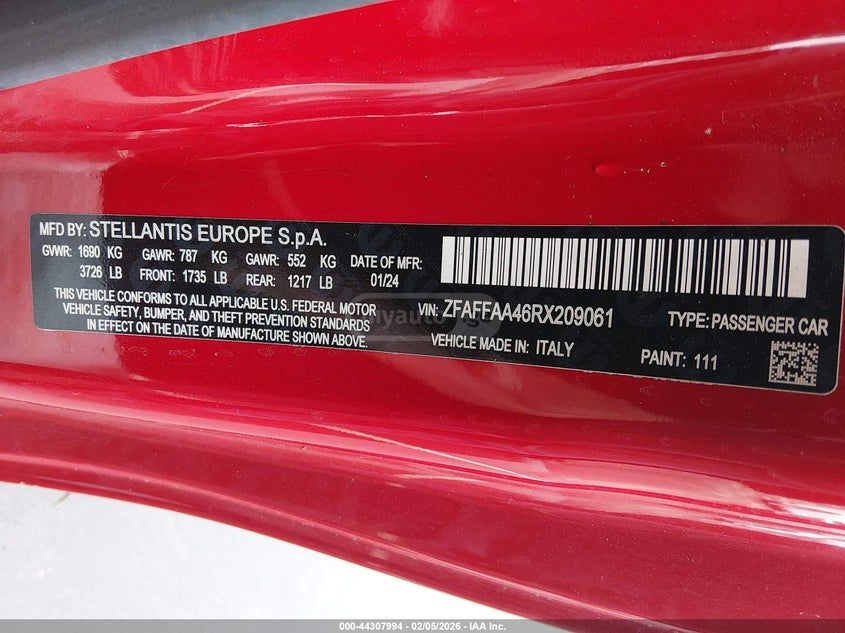 MFD BY: STELLANTIS EUROPE S.p.A.
GVWR: 1690 KG GAWR: 787 KG GAWR: 552 KG DATE OF MFR:
3726 LB FRONT: 1735 LB REAR: 1217 LB 01/24
THIS VEHICLE CONFORMS TO ALL APPLICABLE U.S. FEDERAL MOTOR
VEHICLE SAFETY, BUMPER, AND THEFT PREVENTION STANDARDS
IN EFFECT ON THE DATE OF MANUFACTURE SHOWN ABOVE.
VIN: ZFAFFAA46RX209061 TYPE: PASSENGER CAR
VEHICLE MADE IN: ITALY PAINT: 111
000-44307994 - 02/05/2026 - IAA Inc.